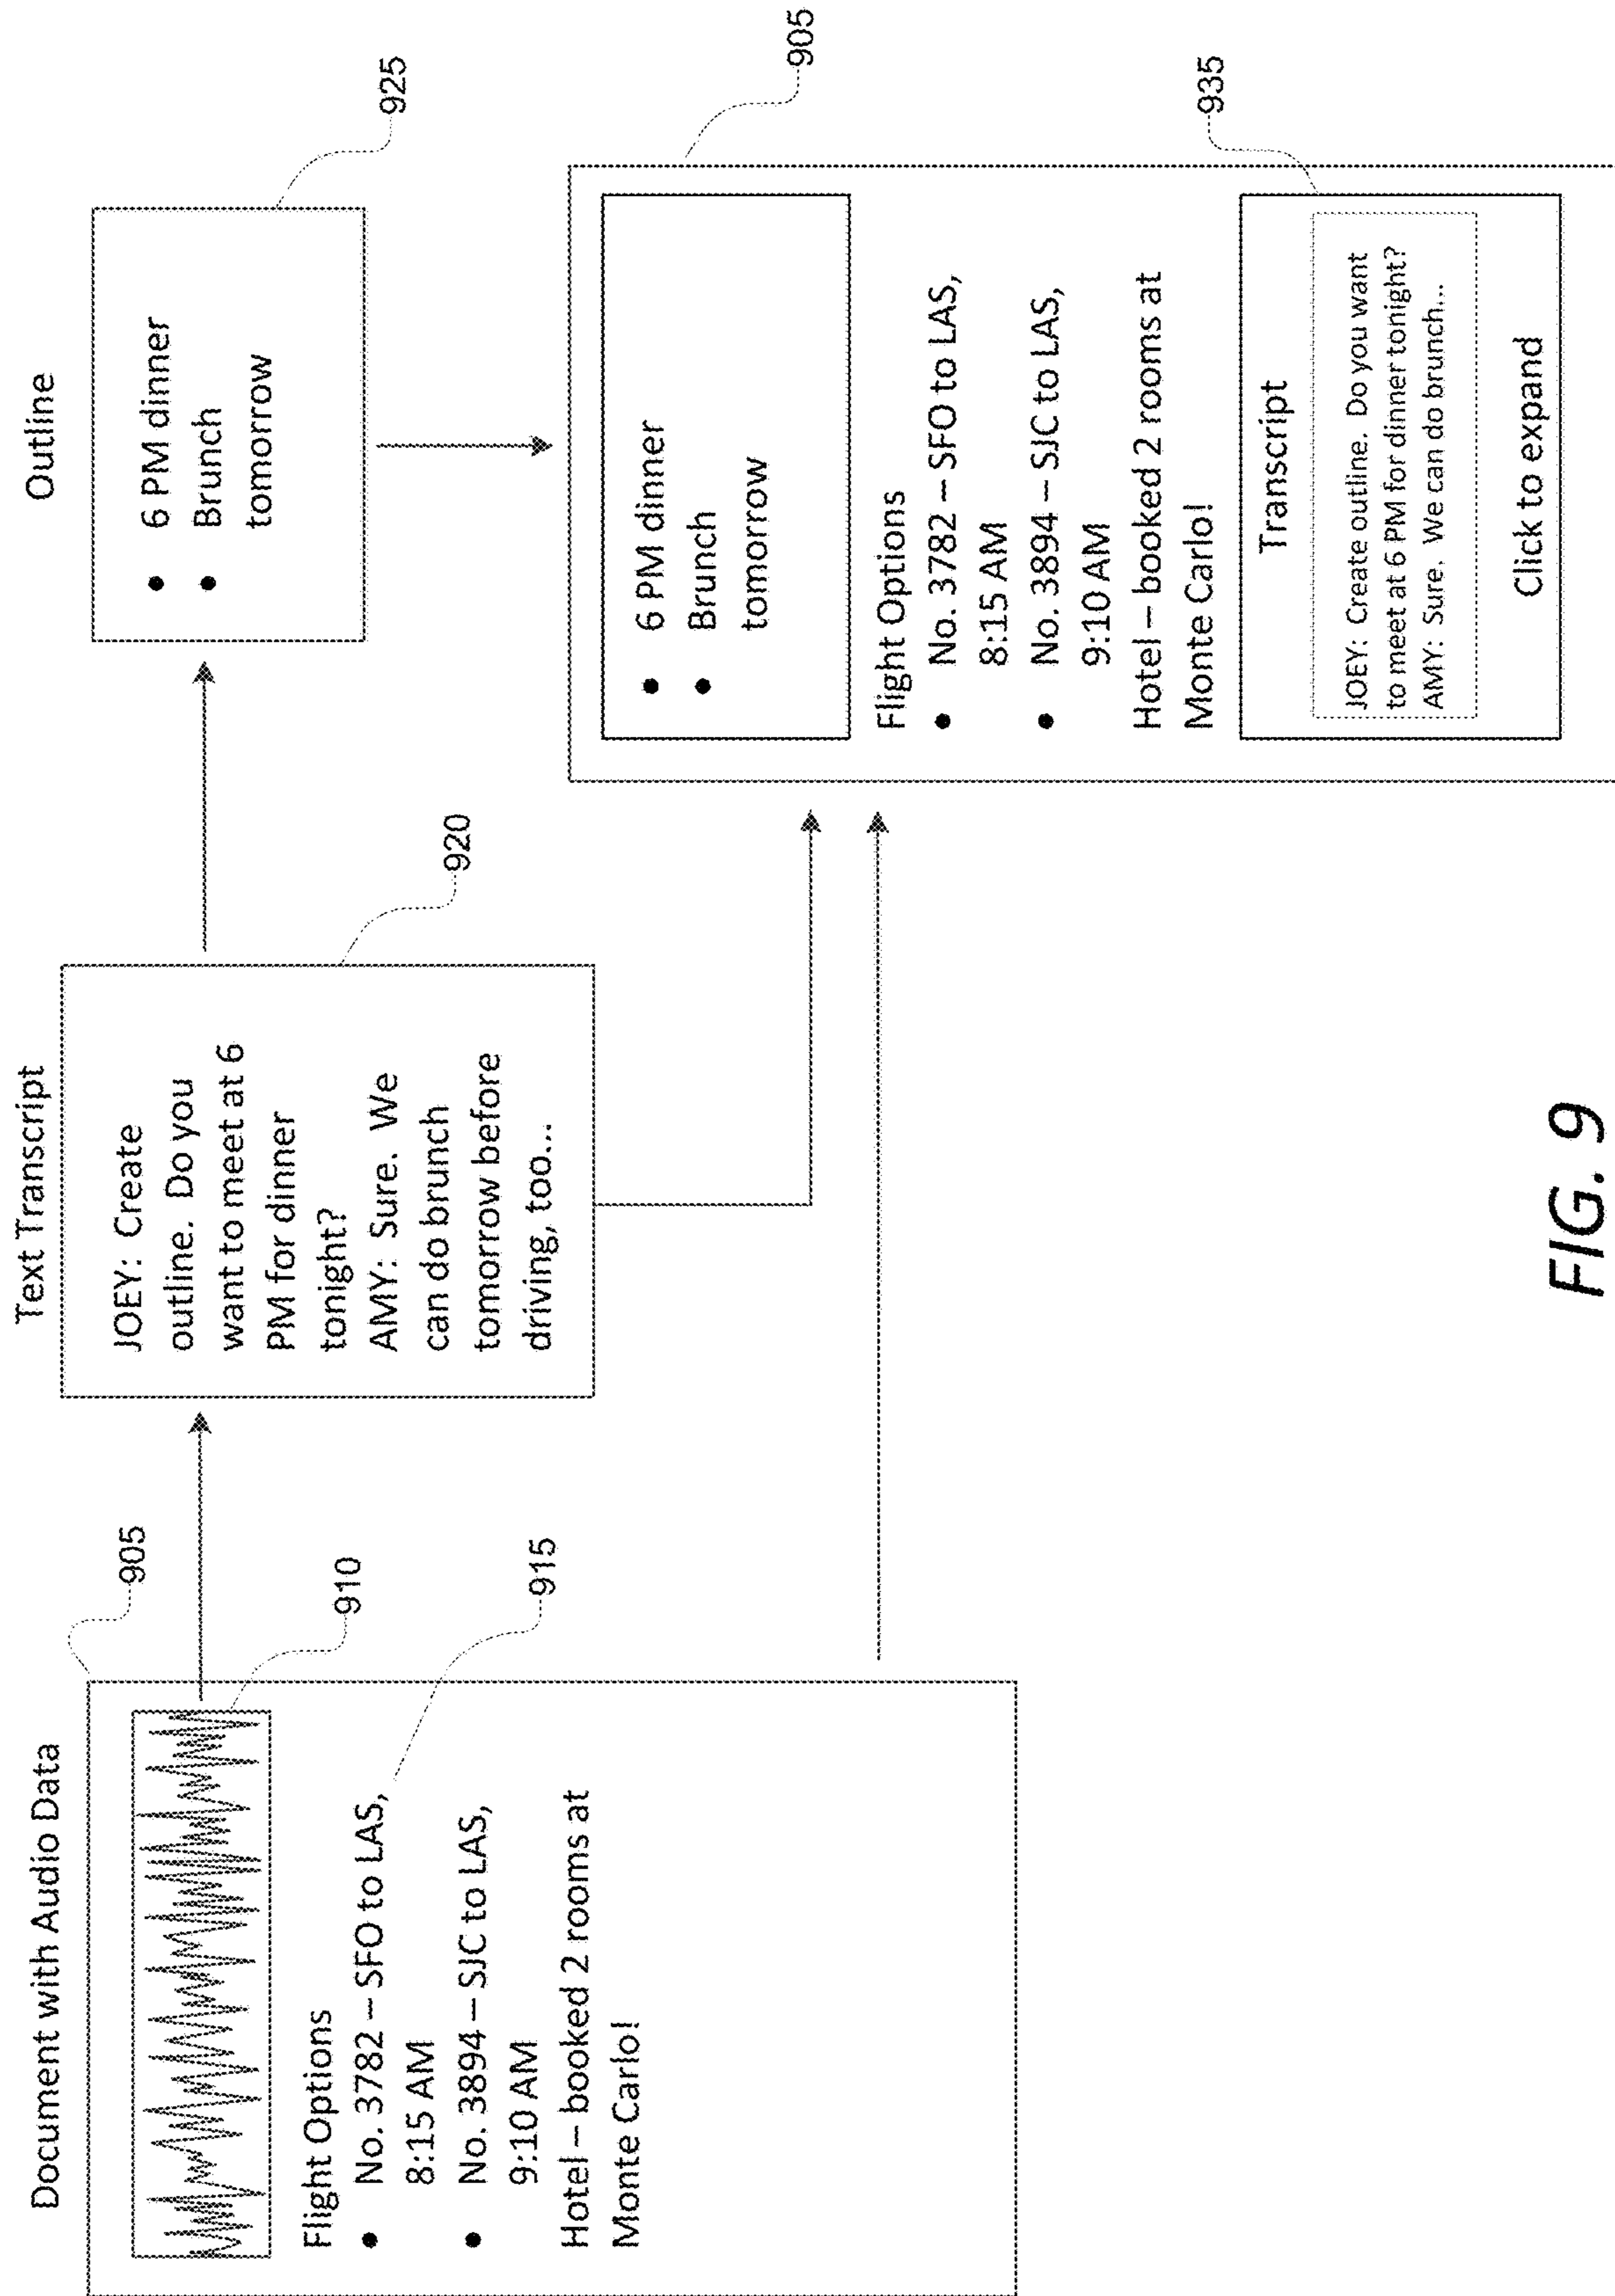 Document with Audio Data
905
910
Flight Options
• No. 3782 – SFO to LAS,
8:15 AM
915
• No. 3894 – SJC to LAS,
9:10 AM
Hotel – booked 2 rooms at
Monte Carlo!
Text Transcript
JOEY: Create
outline. Do you
want to meet at 6
PM for dinner
tonight?
AMY: Sure. We
can do brunch
tomorrow before
driving, too...
920
Outline
• 6 PM dinner
• Brunch
tomorrow
925
905
• 6 PM dinner
• Brunch
tomorrow
Flight Options
• No. 3782 – SFO to LAS,
8:15 AM
• No. 3894 – SJC to LAS,
9:10 AM
Hotel – booked 2 rooms at
Monte Carlo!
Transcript
935
JOEY: Create outline. Do you want
to meet at 6 PM for dinner tonight?
AMY: Sure. We can do brunch...
Click to expand
FIG. 9